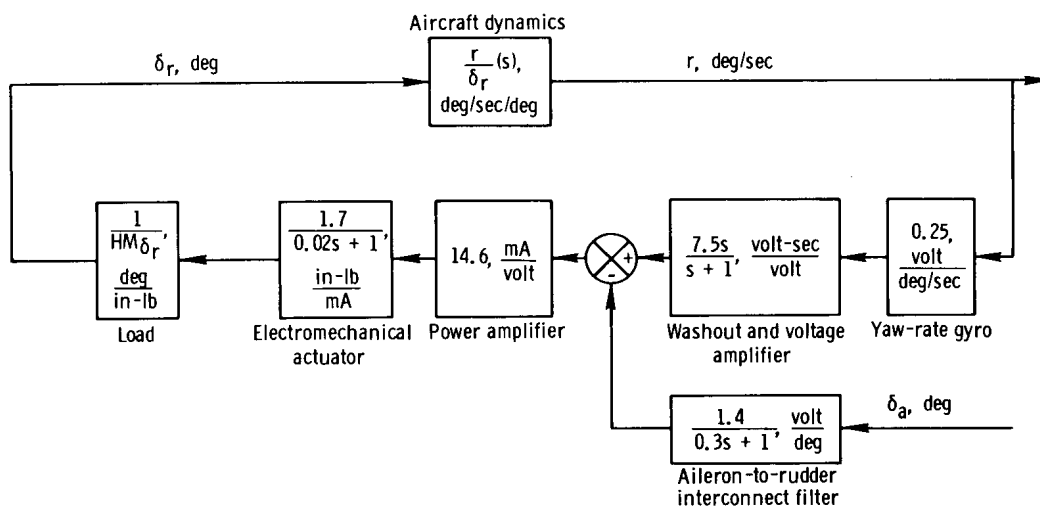 Aircraft dynamics
δr, deg
r/δr (s),
deg/sec/deg
r, deg/sec
1/HMδr,
deg/in-lb
Load
1.7/0.02s + 1,
in-lb/mA
Electromechanical
actuator
14.6, mA/volt
Power amplifier
+
-
7.5s/s + 1, volt-sec/volt
Washout and voltage
amplifier
0.25,
volt/deg/sec
Yaw-rate gyro
1.4/0.3s + 1, volt/deg
Aileron-to-rudder
interconnect filter
δa, deg